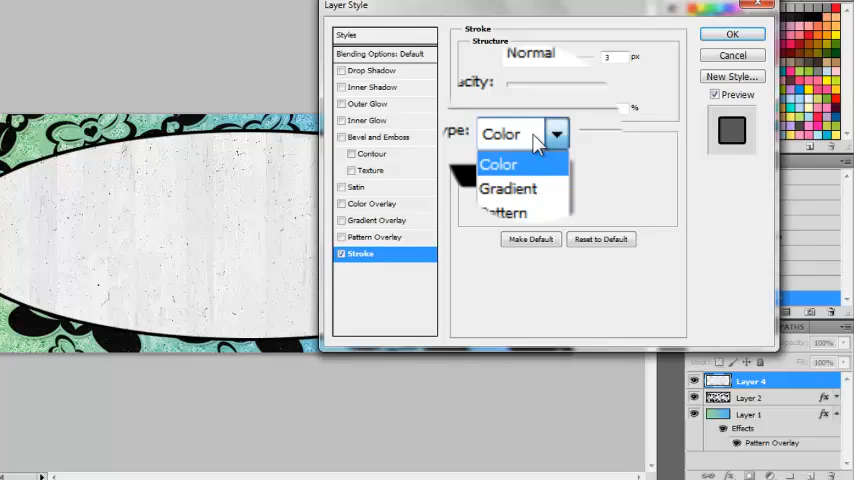 Layer Style
Styles
Blending Options: Default
Drop Shadow
Inner Shadow
Outer Glow
Inner Glow
Bevel and Emboss
Contour
Texture
Satin
Color Overlay
Gradient Overlay
Pattern Overlay
Stroke
Stroke
Structure
Normal
3 px
acity:
%
ype: Color
Color
Gradient
Pattern
Make Default
Reset to Default
OK
Cancel
New Style...
Preview
PATHS
100%
100%
Layer 4
Layer 2 fx
Layer 1 fx
Effects
Pattern Overlay